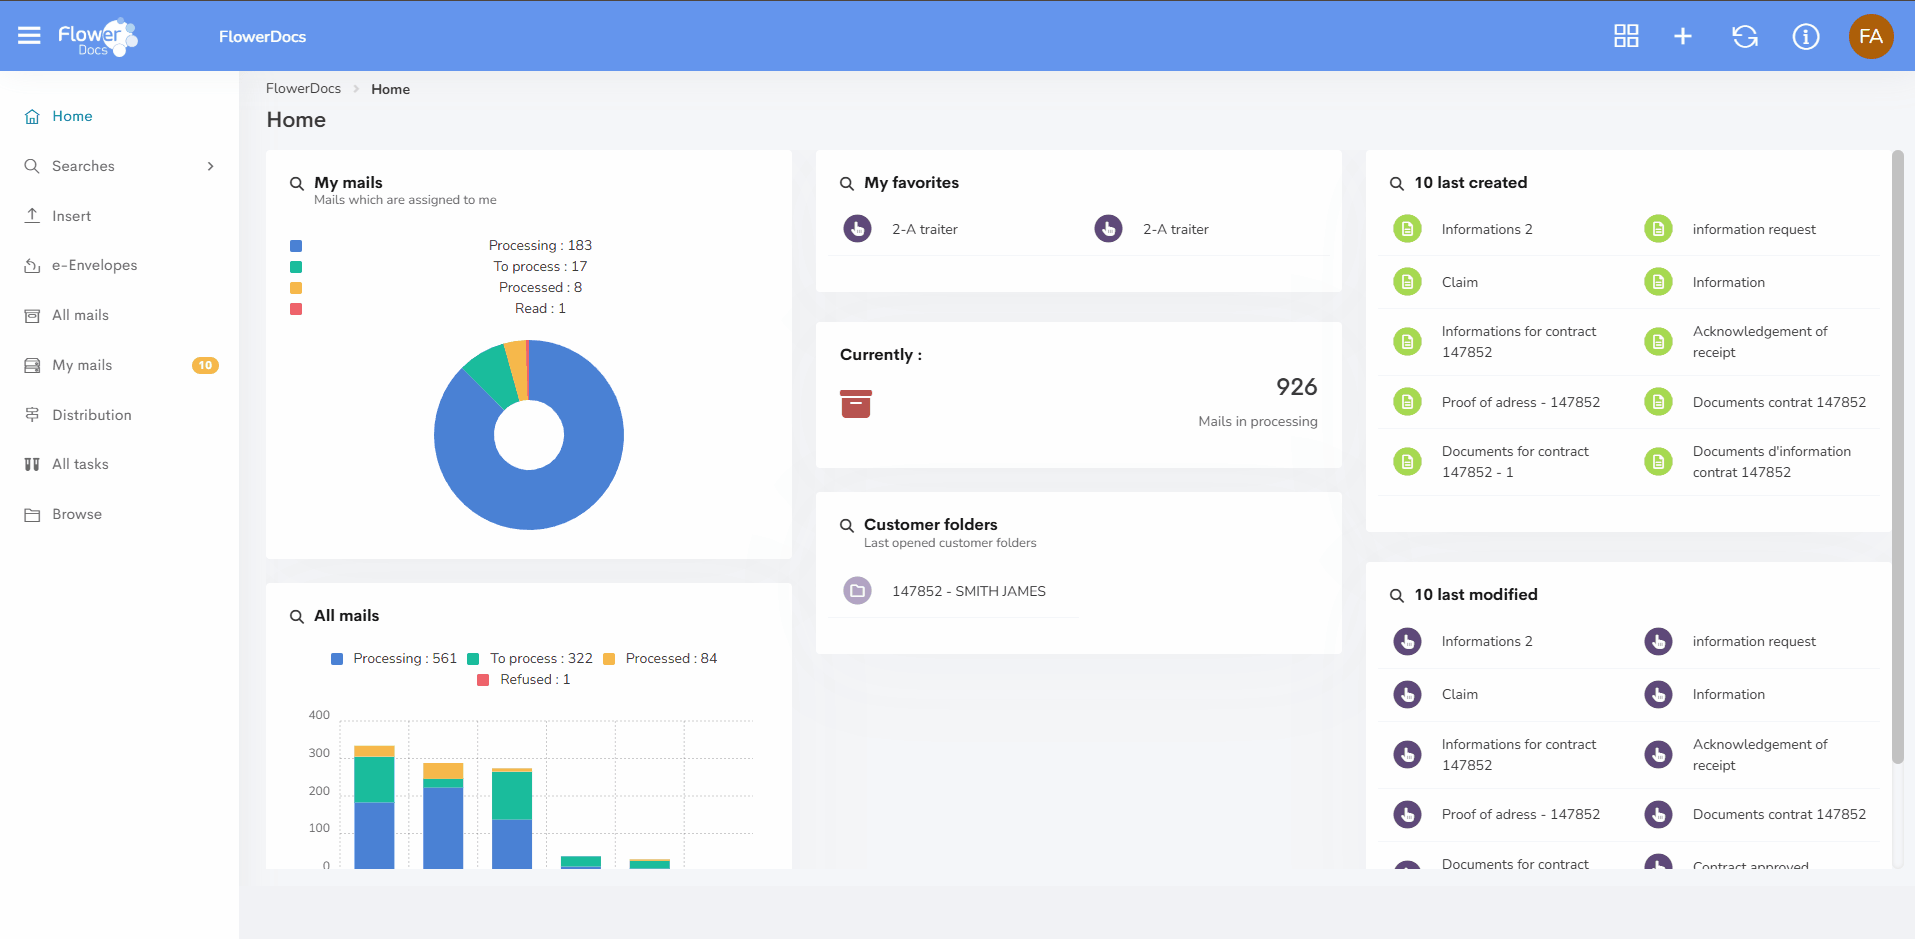 Flower
Docs
FlowerDocs
FA
Home
Searches
Insert
e-Envelopes
All mails
My mails
10
Distribution
All tasks
Browse
FlowerDocs > Home
Home
My mails
Mails which are assigned to me
Processing : 183
To process : 17
Processed : 8
Read : 1
All mails
Processing : 561 To process : 322 Processed : 84
Refused : 1
400
300
200
100
0
My favorites
2-A traiter 2-A traiter
Currently :
926
Mails in processing
Customer folders
Last opened customer folders
147852 - SMITH JAMES
10 last created
Informations 2
information request
Claim
Information
Informations for contract
147852
Acknowledgement of
receipt
Proof of adress - 147852
Documents contrat 147852
Documents for contract
147852 - 1
Documents d'information
contrat 147852
10 last modified
Informations 2
information request
Claim
Information
Informations for contract
147852
Acknowledgement of
receipt
Proof of adress - 147852
Documents contrat 147852
Documents for contract
Contract approved